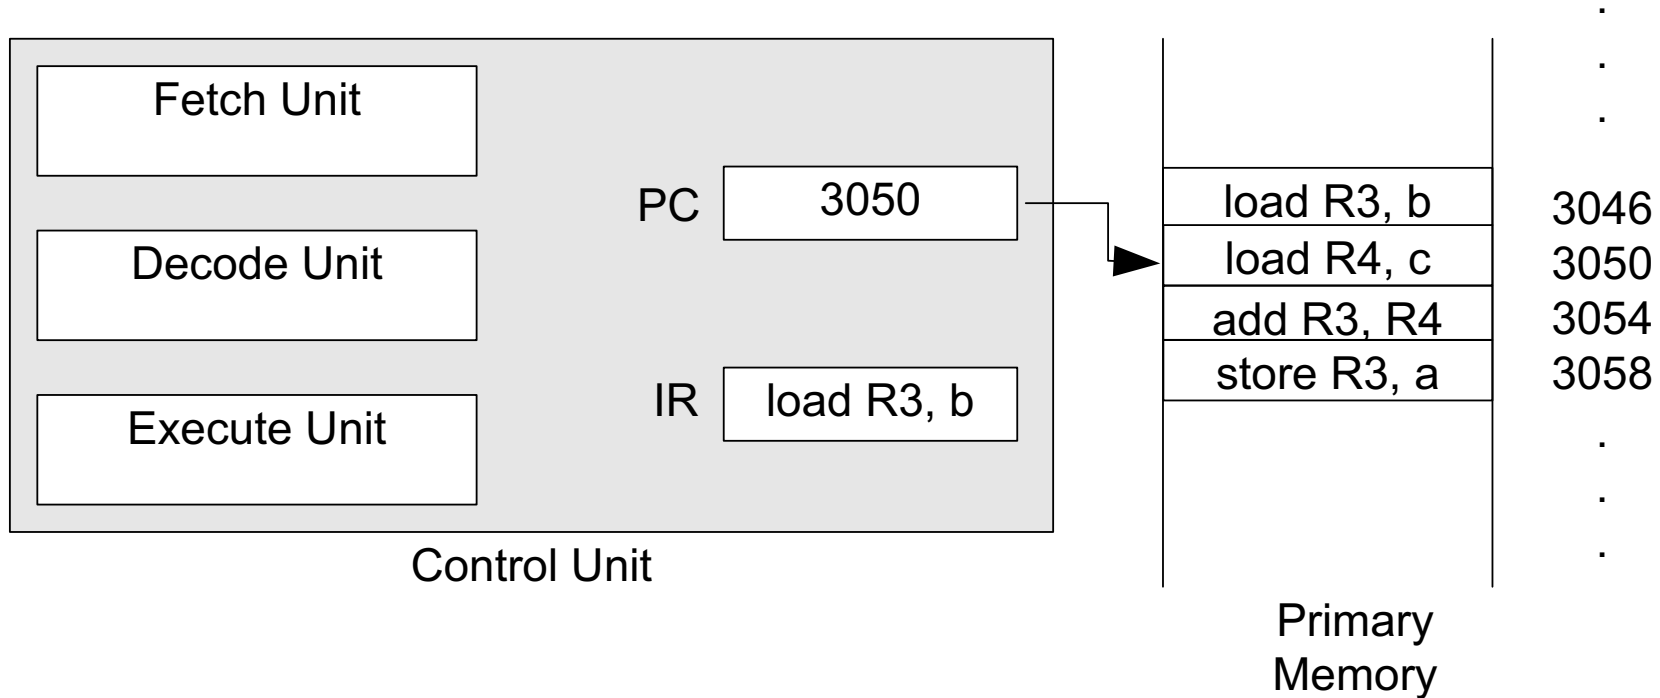 Fetch Unit
Decode Unit
Execute Unit
PC
3050
IR
load R3, b
Control Unit
.
.
.
load R3, b 3046
load R4, c 3050
add R3, R4 3054
store R3, a 3058
.
.
.
Primary
Memory